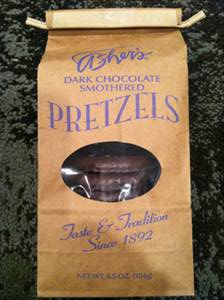 Asher's
DARK CHOCOLATE
SMOTHERED
PRETZELS
Taste & Tradition
Since 1892
NET WT. 6.5 OZ. (184g)